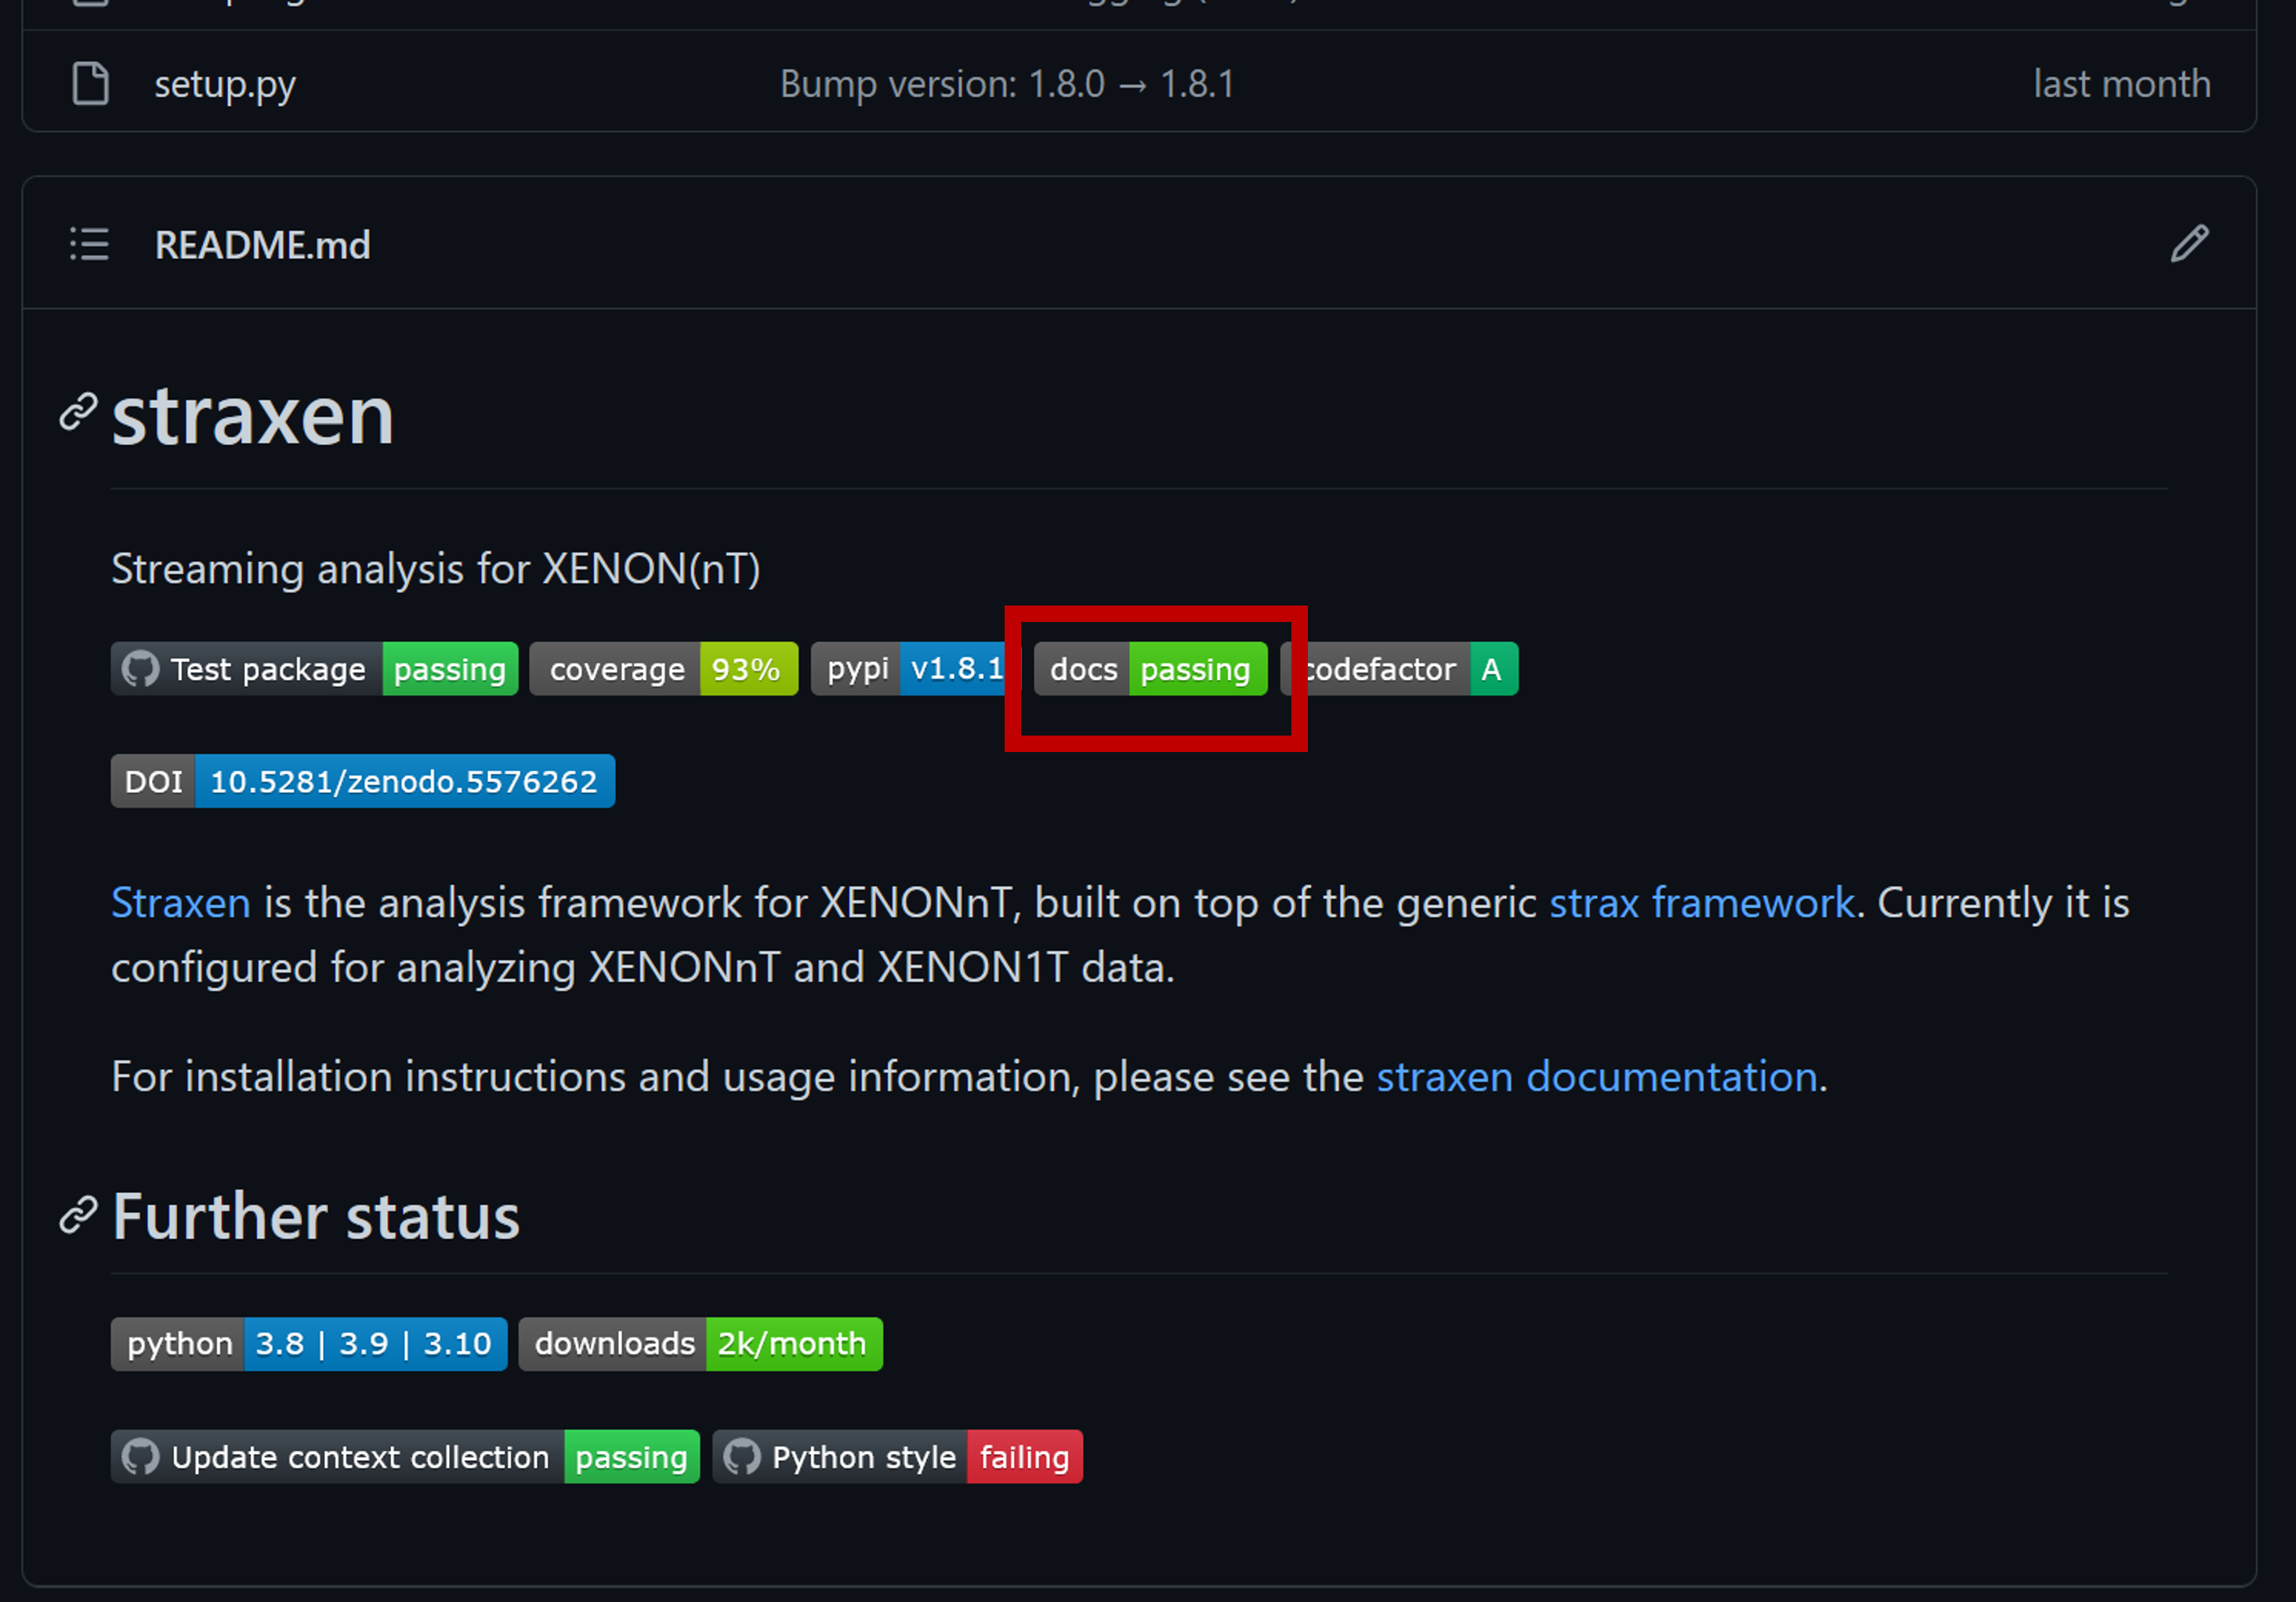 setup.py Bump version: 1.8.0 → 1.8.1 last month
README.md
straxen
Streaming analysis for XENON(nT)
Test package passing coverage 93% pypi v1.8.1 docs passing codefactor A
DOI 10.5281/zenodo.5576262
Straxen is the analysis framework for XENONnT, built on top of the generic strax framework. Currently it is
configured for analyzing XENONnT and XENON1T data.
For installation instructions and usage information, please see the straxen documentation.
Further status
python 3.8 | 3.9 | 3.10 downloads 2k/month
Update context collection passing Python style failing